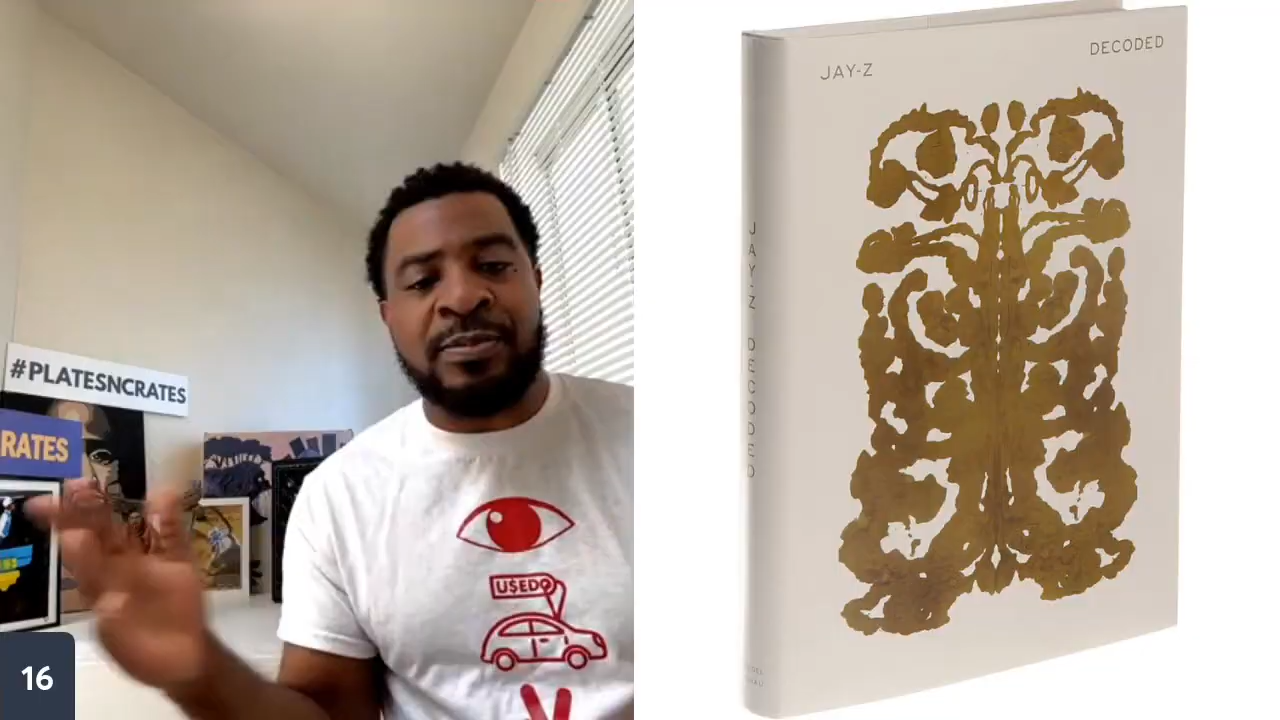 #PLATESNCRATES
RATES
U$EDO
16
JAY-Z
DECODED
JAY-Z DECODED